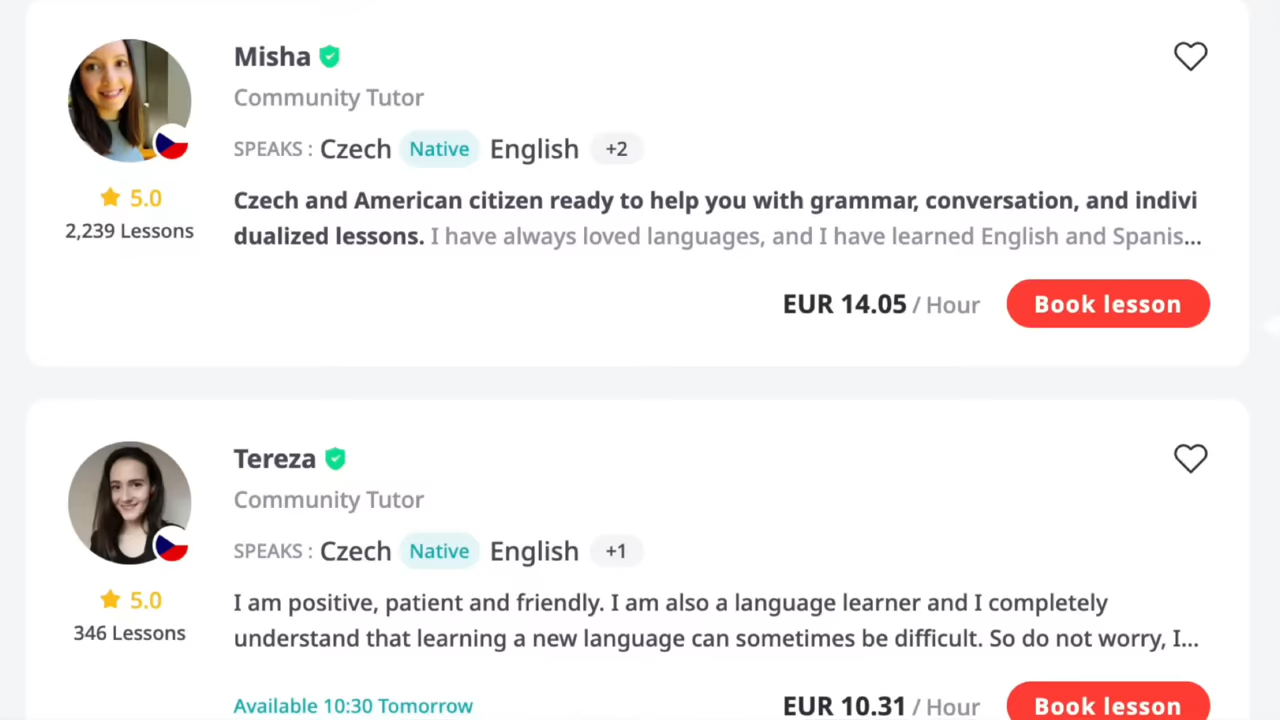 Misha
Community Tutor
SPEAKS : Czech Native English +2
5.0
2,239 Lessons
Czech and American citizen ready to help you with grammar, conversation, and indivi
dualized lessons. I have always loved languages, and I have learned English and Spanis...
EUR 14.05 / Hour Book lesson
Tereza
Community Tutor
SPEAKS : Czech Native English +1
5.0
346 Lessons
I am positive, patient and friendly. I am also a language learner and I completely
understand that learning a new language can sometimes be difficult. So do not worry, I...
Available 10:30 Tomorrow EUR 10.31 / Hour Book lesson